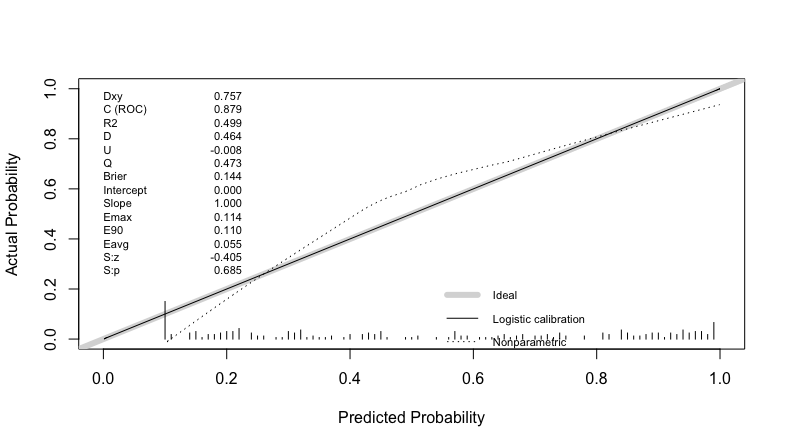 Dxy 0.757
C (ROC) 0.879
R2 0.499
D 0.464
U -0.008
Q 0.473
Brier 0.144
Intercept 0.000
Slope 1.000
Emax 0.114
E90 0.110
Eavg 0.055
S:z -0.405
S:p 0.685
Ideal
Logistic calibration
Nonparametric
Actual Probability
1.0
0.8
0.6
0.4
0.2
0.0
0.0 0.2 0.4 0.6 0.8 1.0
Predicted Probability